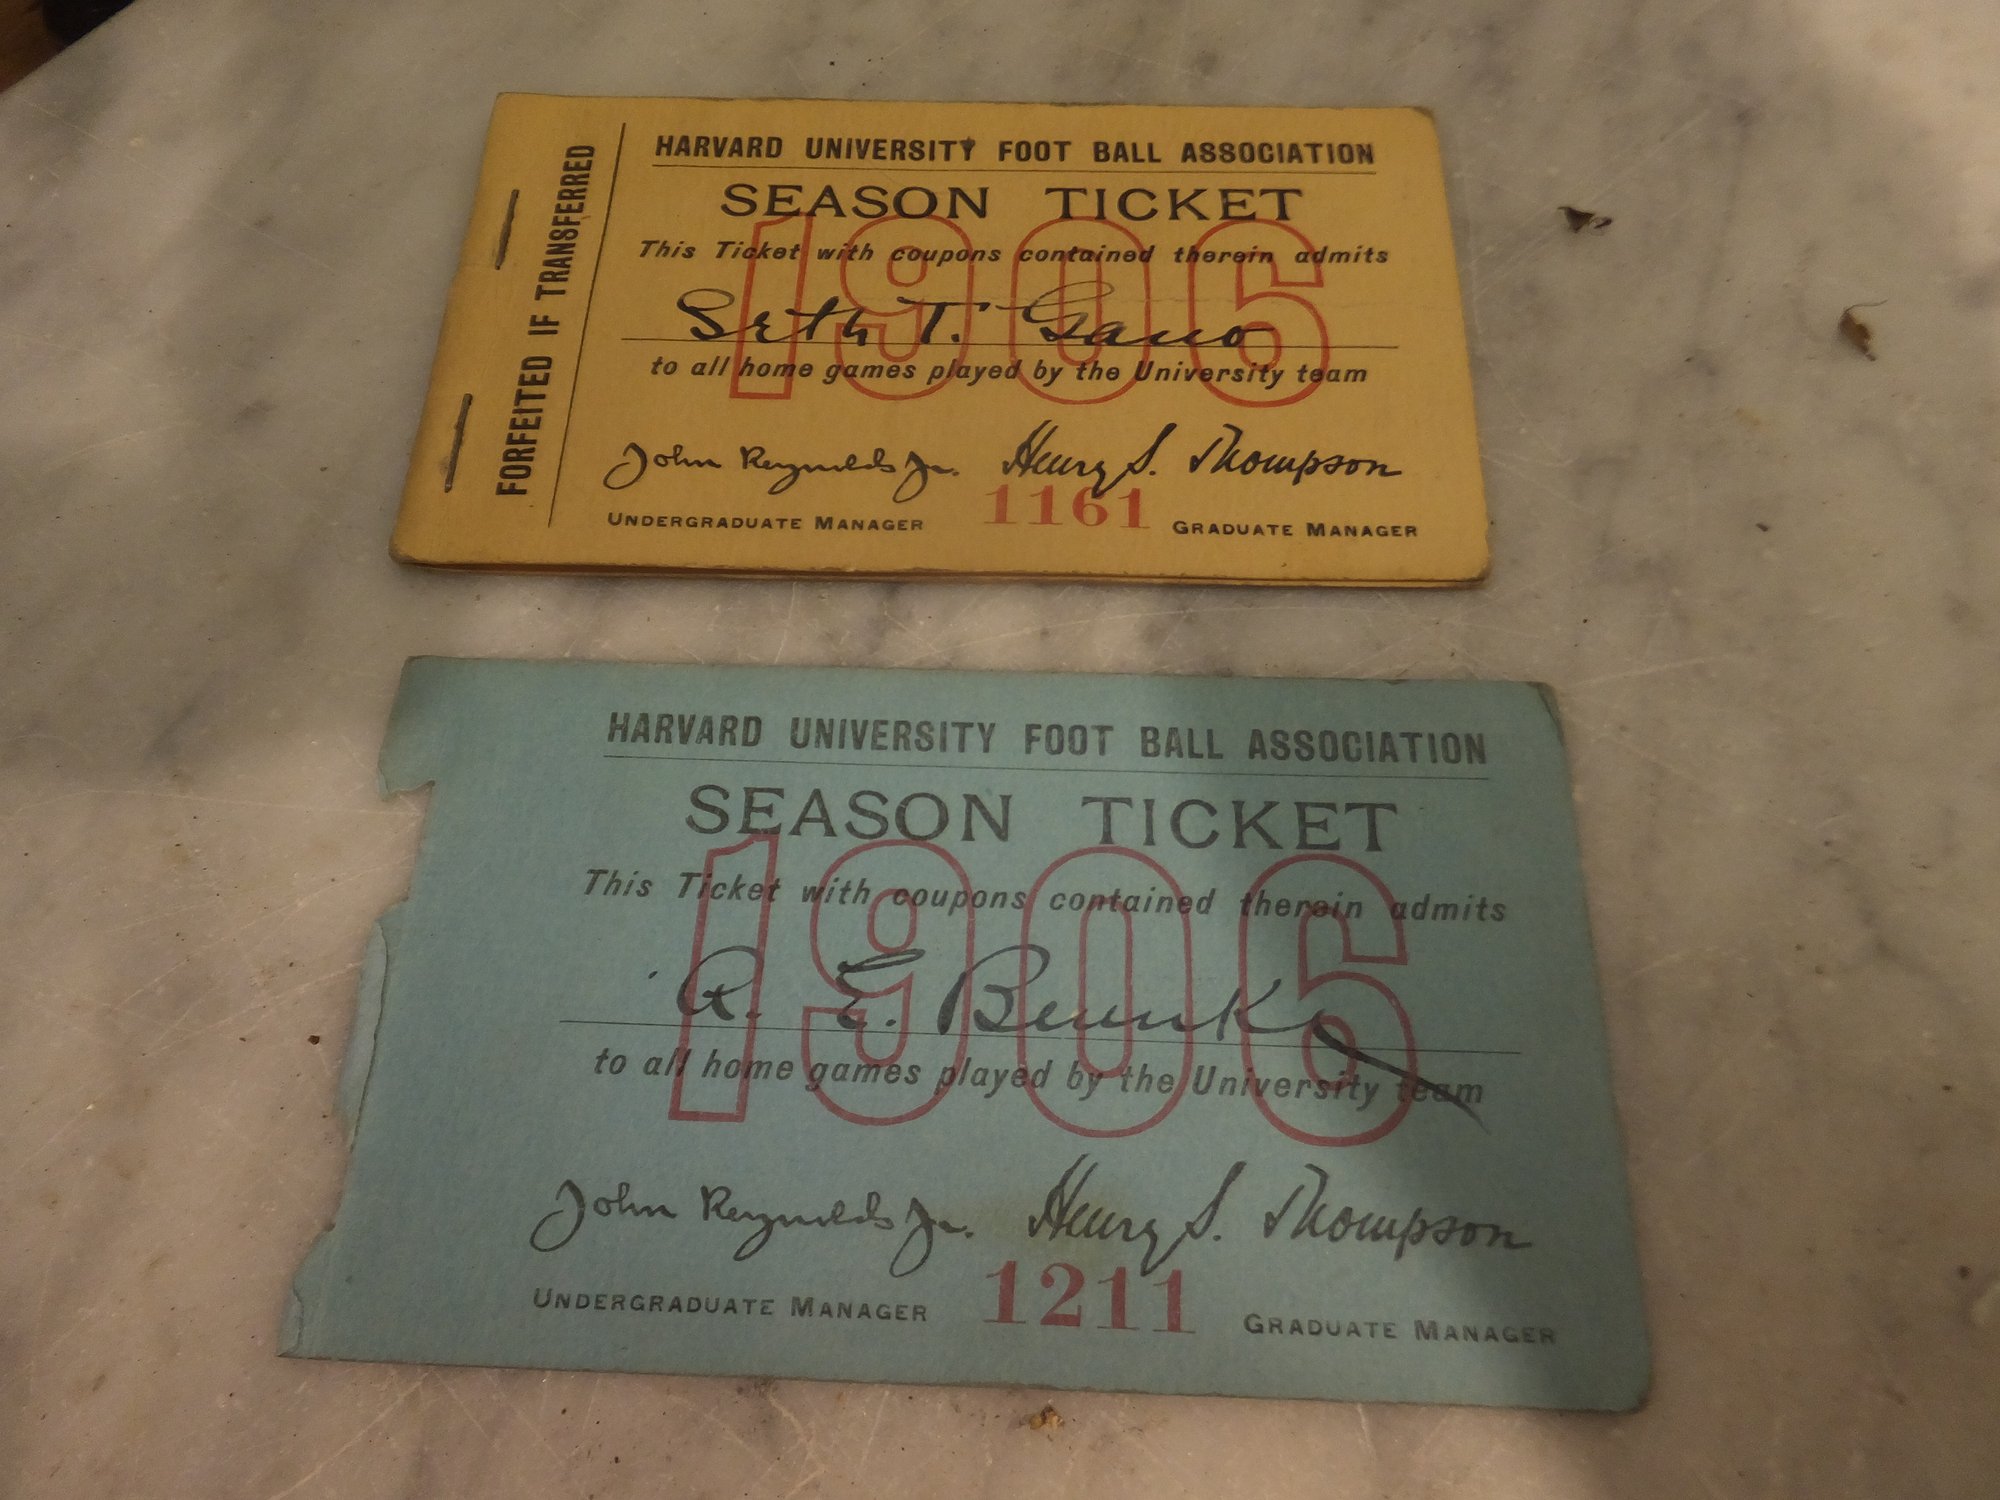 HARVARD UNIVERSITY FOOT BALL ASSOCIATION
SEASON TICKET
1906
This Ticket with coupons contained therein admits
Seth T. Gano
to all home games played by the University team
John Reynolds Jr. Henry S. Thompson
UNDERGRADUATE MANAGER 1161 GRADUATE MANAGER
FORFEITED IF TRANSFERRED
HARVARD UNIVERSITY FOOT BALL ASSOCIATION
SEASON TICKET
1906
This Ticket with coupons contained therein admits
R. E.
to all home games played by the University team
John Reynolds Jr. Henry S. Thompson
UNDERGRADUATE MANAGER 1211 GRADUATE MANAGER